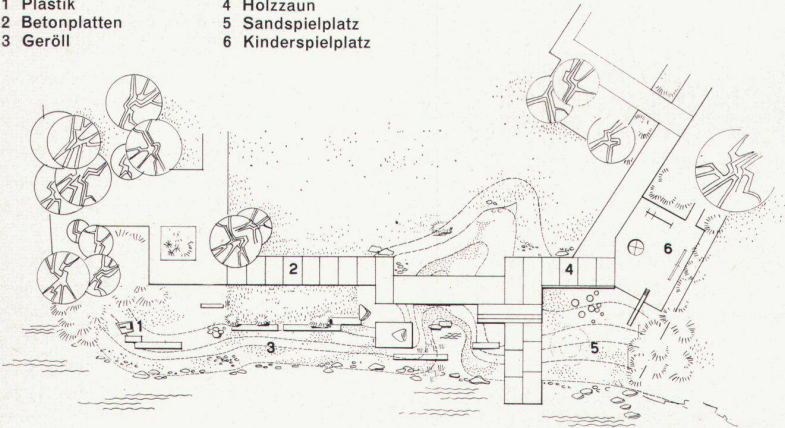 1 Plastik
2 Betonplatten
3 Geröll
4 Holzzaun
5 Sandspielplatz
6 Kinderspielplatz
2
4
6
1
3
5